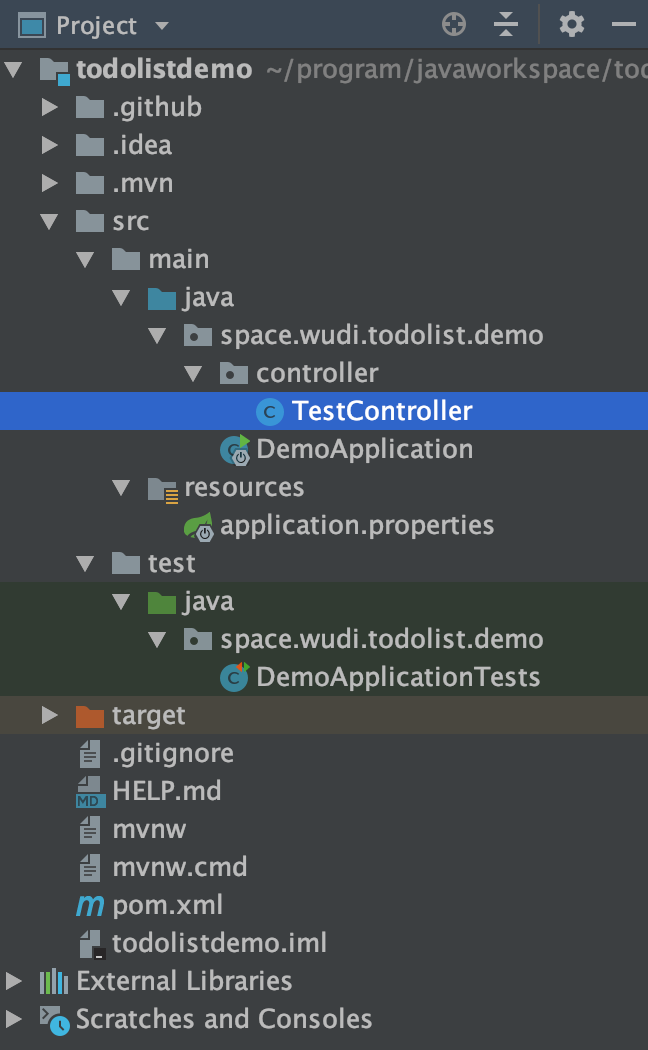 Project
todolistdemo ~/program/javaworkspace/
.github
.idea
.mvn
src
main
java
space.wudi.todolist.demo
controller
C TestController
C DemoApplication
resources
application.properties
test
java
space.wudi.todolist.demo
C DemoApplicationTests
target
.gitignore
MD HELP.md
mvnw
mvnw.cmd
m pom.xml
todolistdemo.iml
External Libraries
Scratches and Consoles